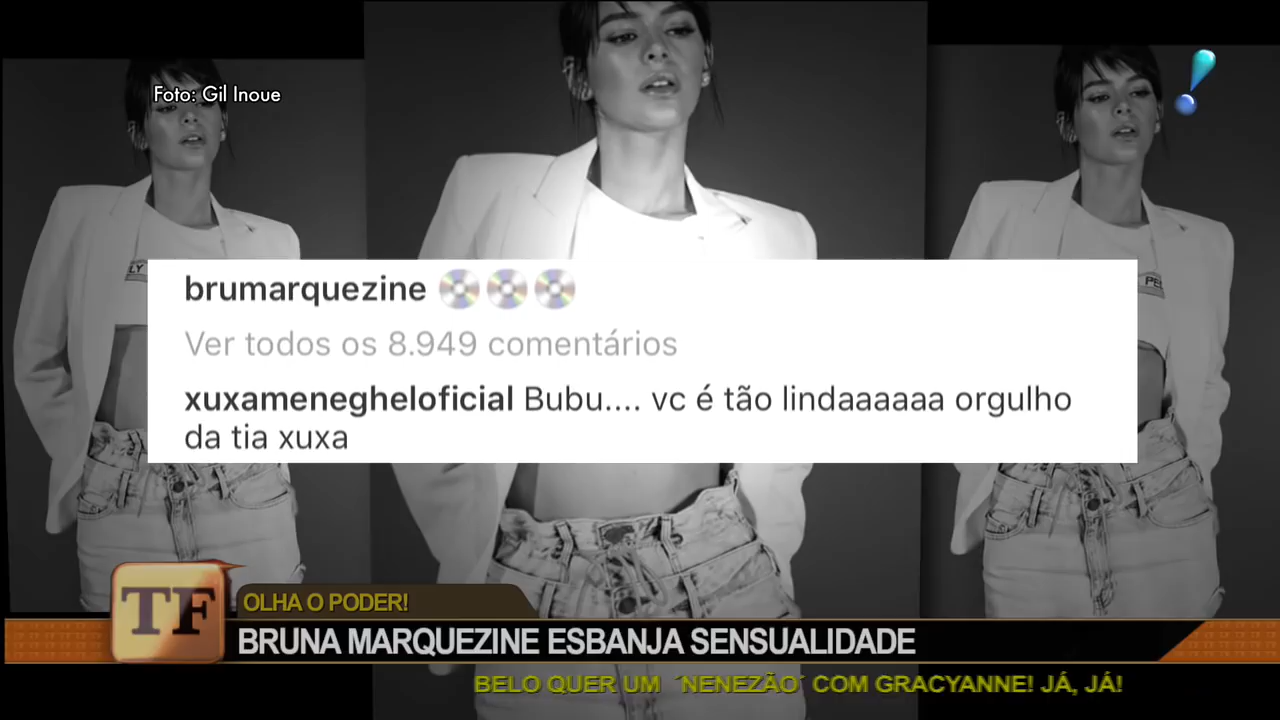 Foto: Gil Inoue
brumarquezine
Ver todos os 8.949 comentários
xuxamenegheloficial Bubu.... vc é tão lindaaaaaa orgulho
da tia xuxa
TF
OLHA O PODER!
BRUNA MARQUEZINE ESBANJA SENSUALIDADE
BELO QUER UM ´NENEZÃO´ COM GRACYANNE! JÁ, JÁ!